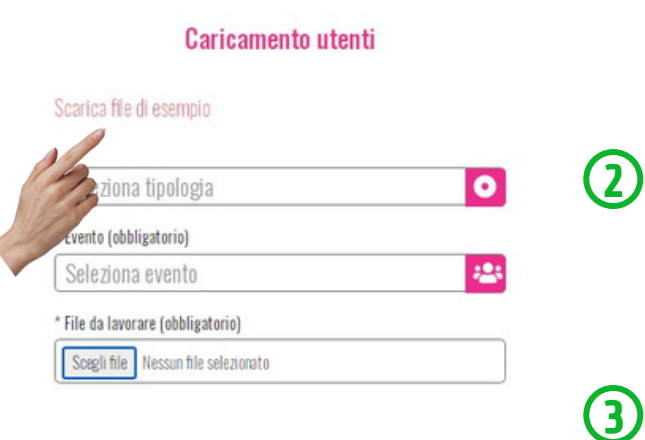 Caricamento utenti
Scarica file di esempio
2
eziona tipologia
Evento (obbligatorio)
Seleziona evento
* File da lavorare (obbligatorio)
Scegli file Nessun file selezionato
3